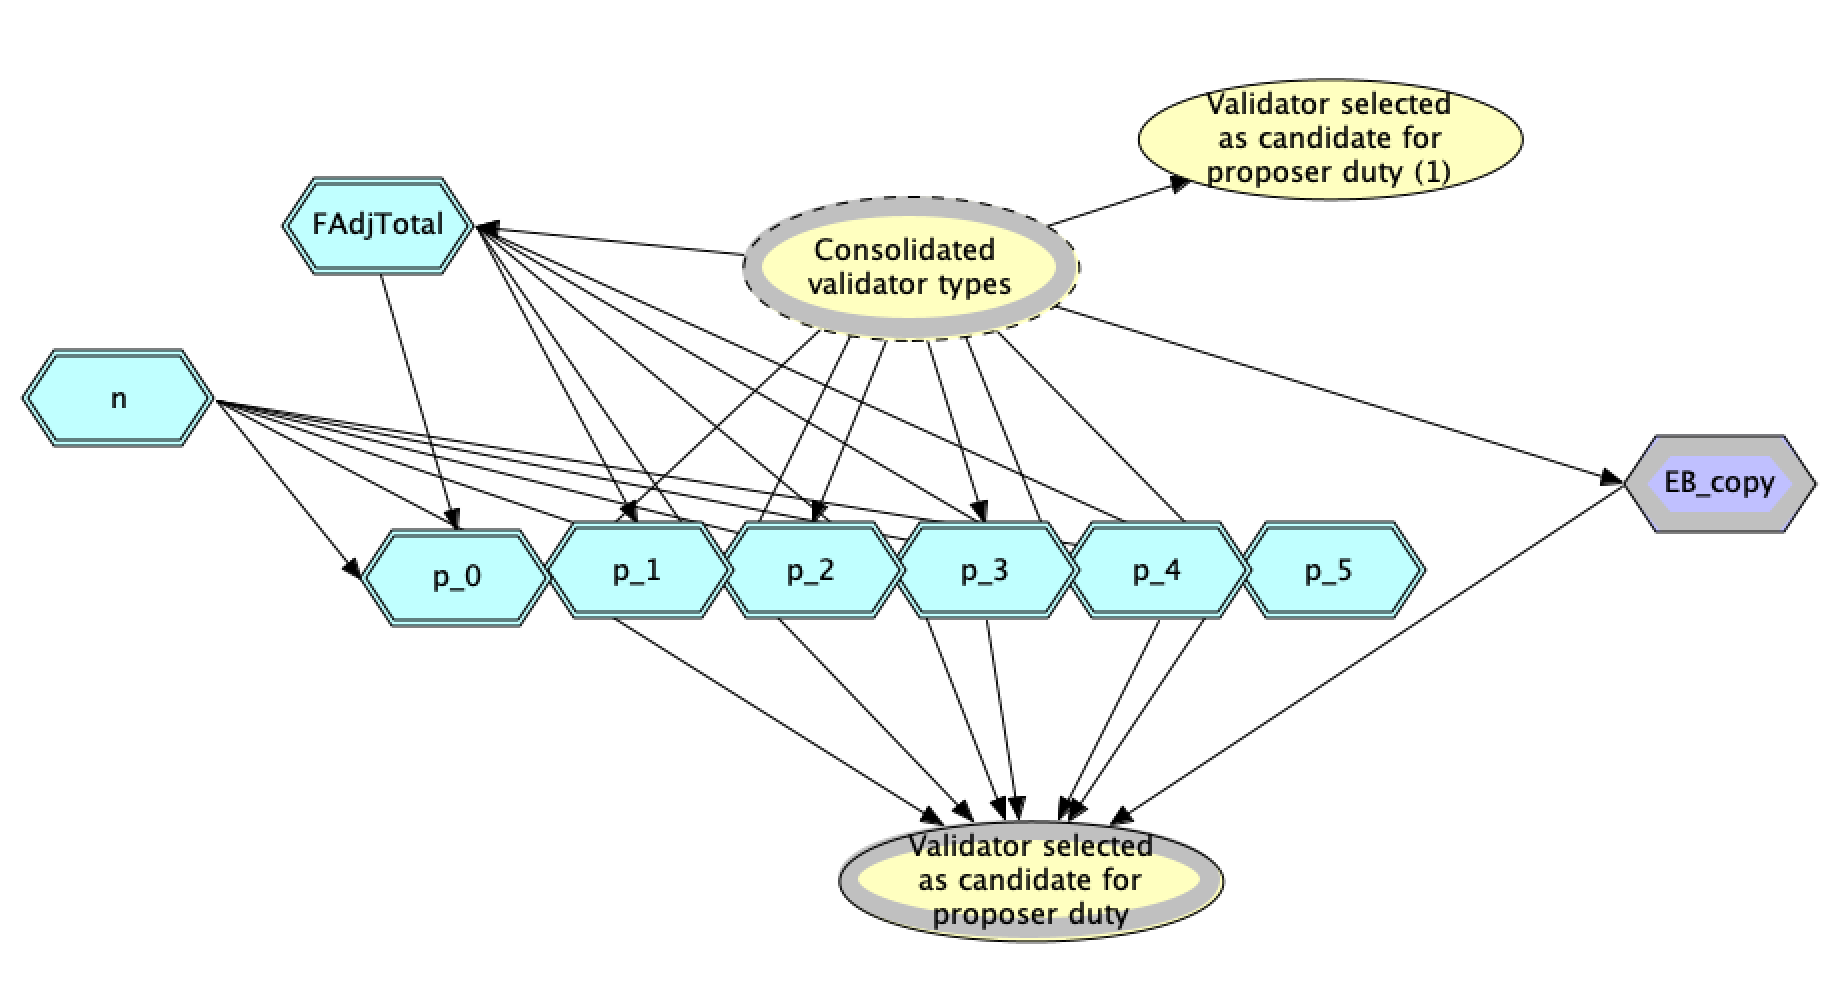 Validator selected
as candidate for
proposer duty (1)
FAdjTotal
Consolidated
validator types
n
EB_copy
p_0
p_1
p_2
p_3
p_4
p_5
Validator selected
as candidate for
proposer duty